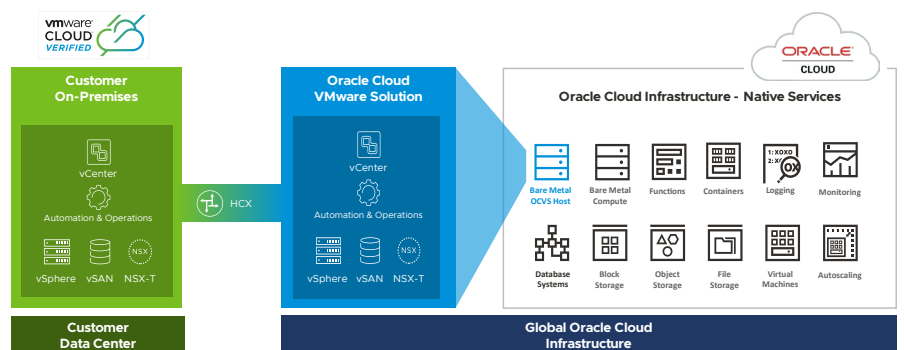 vmware®
CLOUD™
VERIFIED
Customer
On-Premises
vCenter
Automation & Operations
NSX
vSphere vSAN NSX-T
Customer
Data Center
HCX
Oracle Cloud
VMware Solution
vCenter
Automation & Operations
NSX
vSphere vSAN NSX-T
ORACLE®
CLOUD
Oracle Cloud Infrastructure - Native Services
Bare Metal
OCVS Host
Bare Metal
Compute
Functions
Containers
1: XOXO
2: X
OX
Logging
Monitoring
Database
Systems
Block
Storage
Object
Storage
File
Storage
Virtual
Machines
Autoscaling
Global Oracle Cloud
Infrastructure